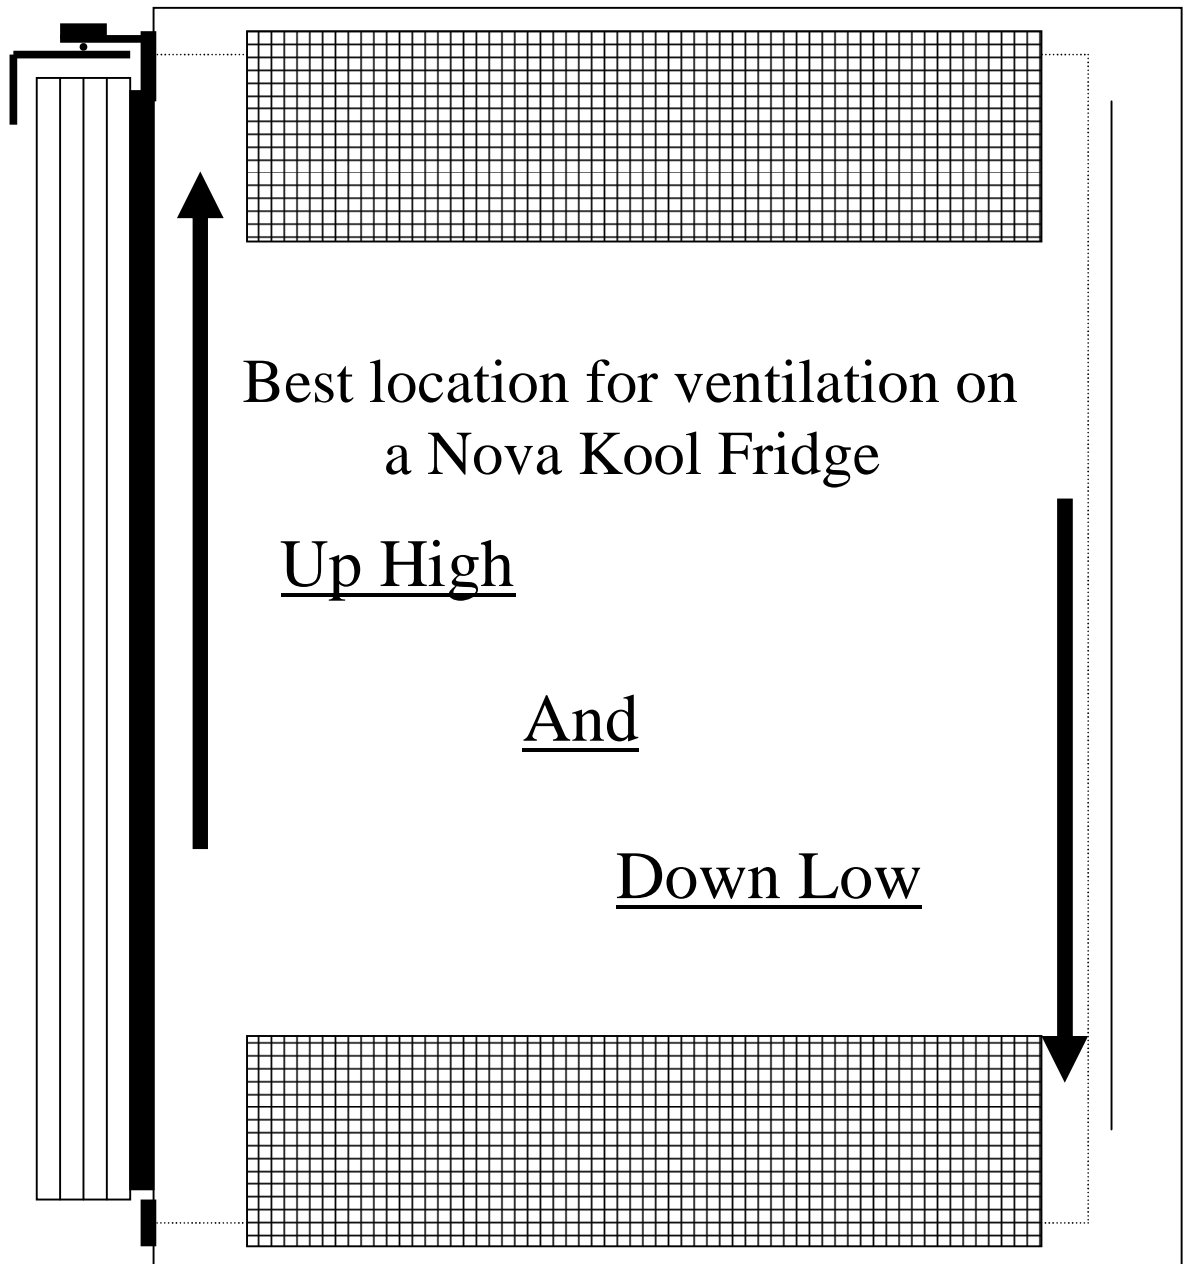 Best location for ventilation on
a Nova Kool Fridge
Up High
And
Down Low